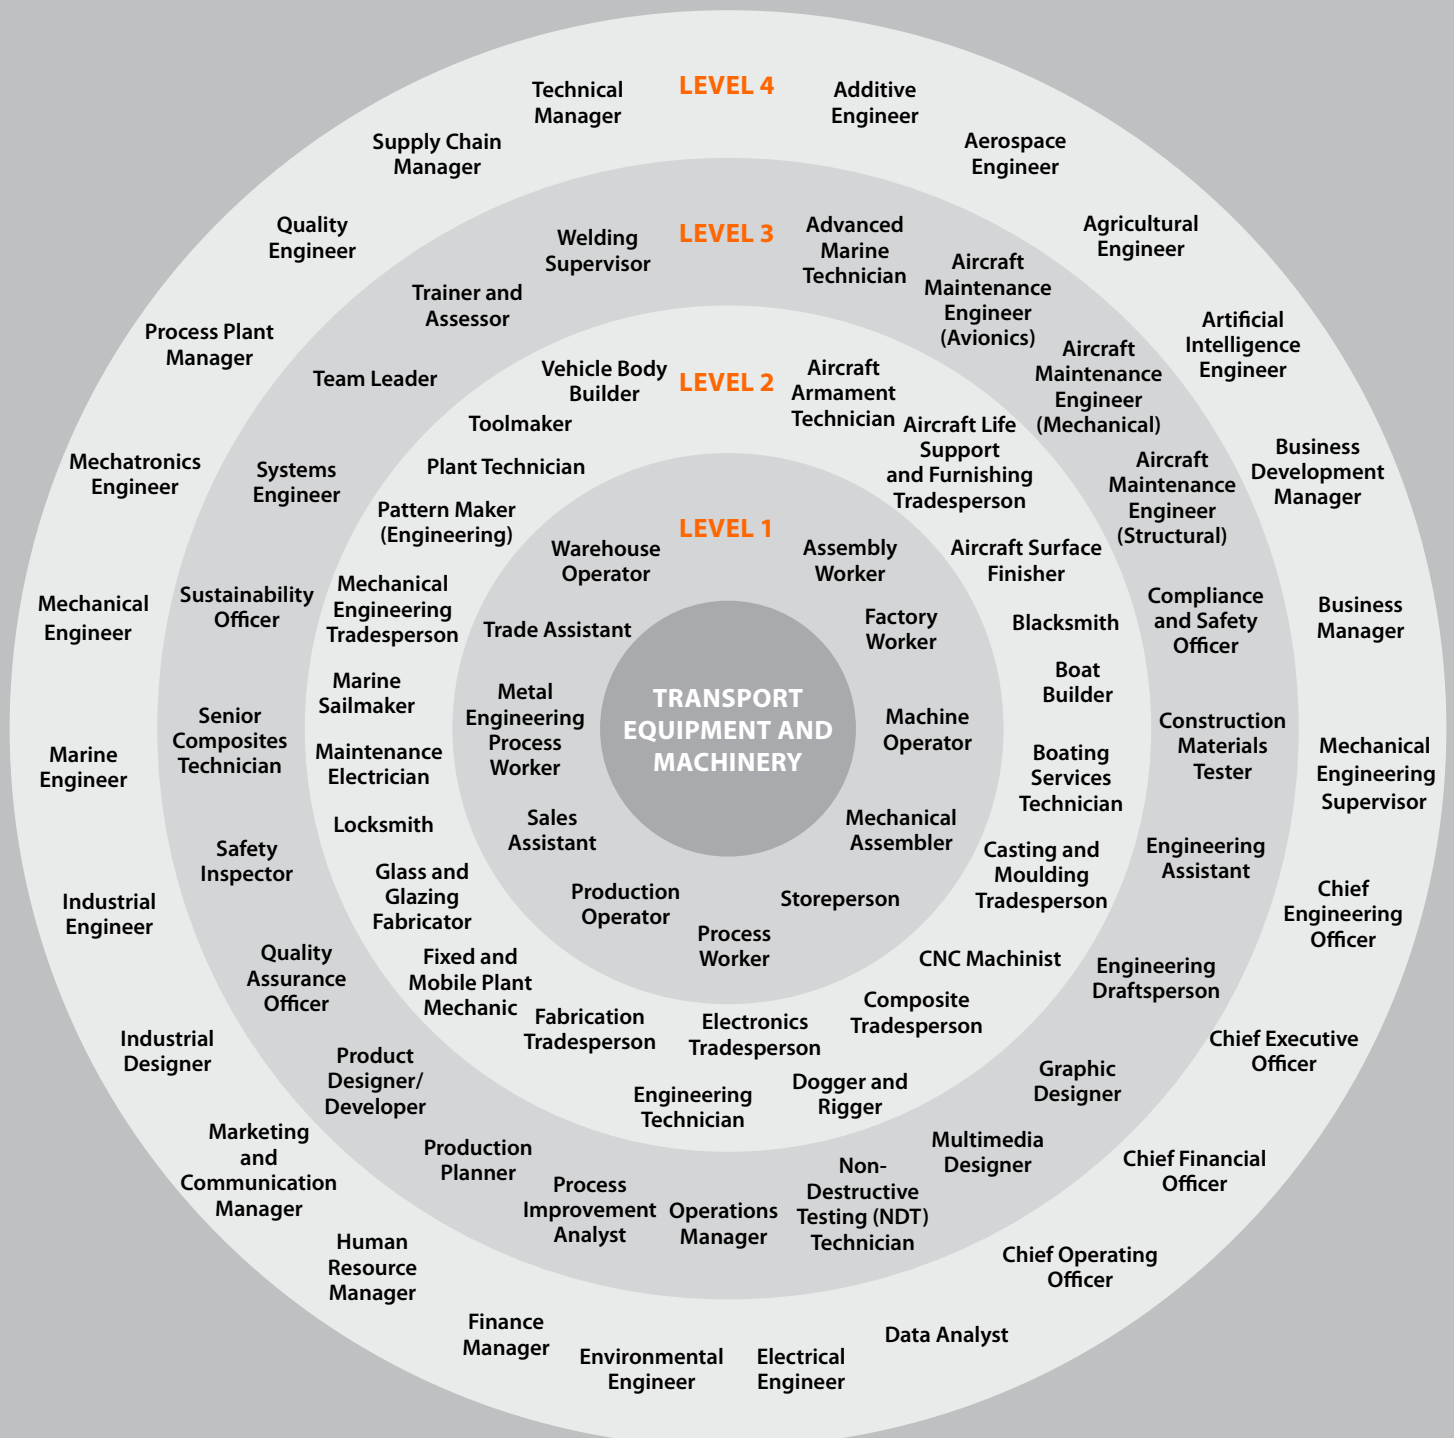 LEVEL 4
Additive
Engineer
Aerospace
Engineer
Agricultural
Engineer
Artificial
Intelligence
Engineer
Business
Development
Manager
Business
Manager
Mechanical
Engineering
Supervisor
Chief
Engineering
Officer
Chief Executive
Officer
Chief Financial
Officer
Chief Operating
Officer
Data Analyst
Electrical
Engineer
Environmental
Engineer
Finance
Manager
Human
Resource
Manager
Marketing
and
Communication
Manager
Industrial
Designer
Industrial
Engineer
Marine
Engineer
Mechanical
Engineer
Mechatronics
Engineer
Process Plant
Manager
Quality
Engineer
Supply Chain
Manager
Technical
Manager
LEVEL 3
Advanced
Marine
Technician
Aircraft
Maintenance
Engineer
(Avionics)
Aircraft
Maintenance
Engineer
(Mechanical)
Aircraft
Maintenance
Engineer
(Structural)
Compliance
and Safety
Officer
Construction
Materials
Tester
Engineering
Assistant
Engineering
Draftsperson
Graphic
Designer
Multimedia
Designer
Non-
Destructive
Testing (NDT)
Technician
Operations
Manager
Process
Improvement
Analyst
Production
Planner
Product
Designer/
Developer
Quality
Assurance
Officer
Safety
Inspector
Senior
Composites
Technician
Sustainability
Officer
Systems
Engineer
Team Leader
Trainer and
Assessor
Welding
Supervisor
LEVEL 2
Aircraft
Armament
Technician
Aircraft Life
Support
and Furnishing
Tradesperson
Aircraft Surface
Finisher
Blacksmith
Boat
Builder
Boating
Services
Technician
Casting and
Moulding
Tradesperson
CNC Machinist
Composite
Tradesperson
Dogger and
Rigger
Electronics
Tradesperson
Engineering
Technician
Fabrication
Tradesperson
Fixed and
Mobile Plant
Mechanic
Glass and
Glazing
Fabricator
Locksmith
Maintenance
Electrician
Marine
Sailmaker
Mechanical
Engineering
Tradesperson
Pattern Maker
(Engineering)
Plant Technician
Toolmaker
Vehicle Body
Builder
LEVEL 1
Assembly
Worker
Factory
Worker
Machine
Operator
Mechanical
Assembler
Storeperson
Process
Worker
Production
Operator
Sales
Assistant
Metal
Engineering
Process
Worker
Trade Assistant
Warehouse
Operator
TRANSPORT
EQUIPMENT AND
MACHINERY